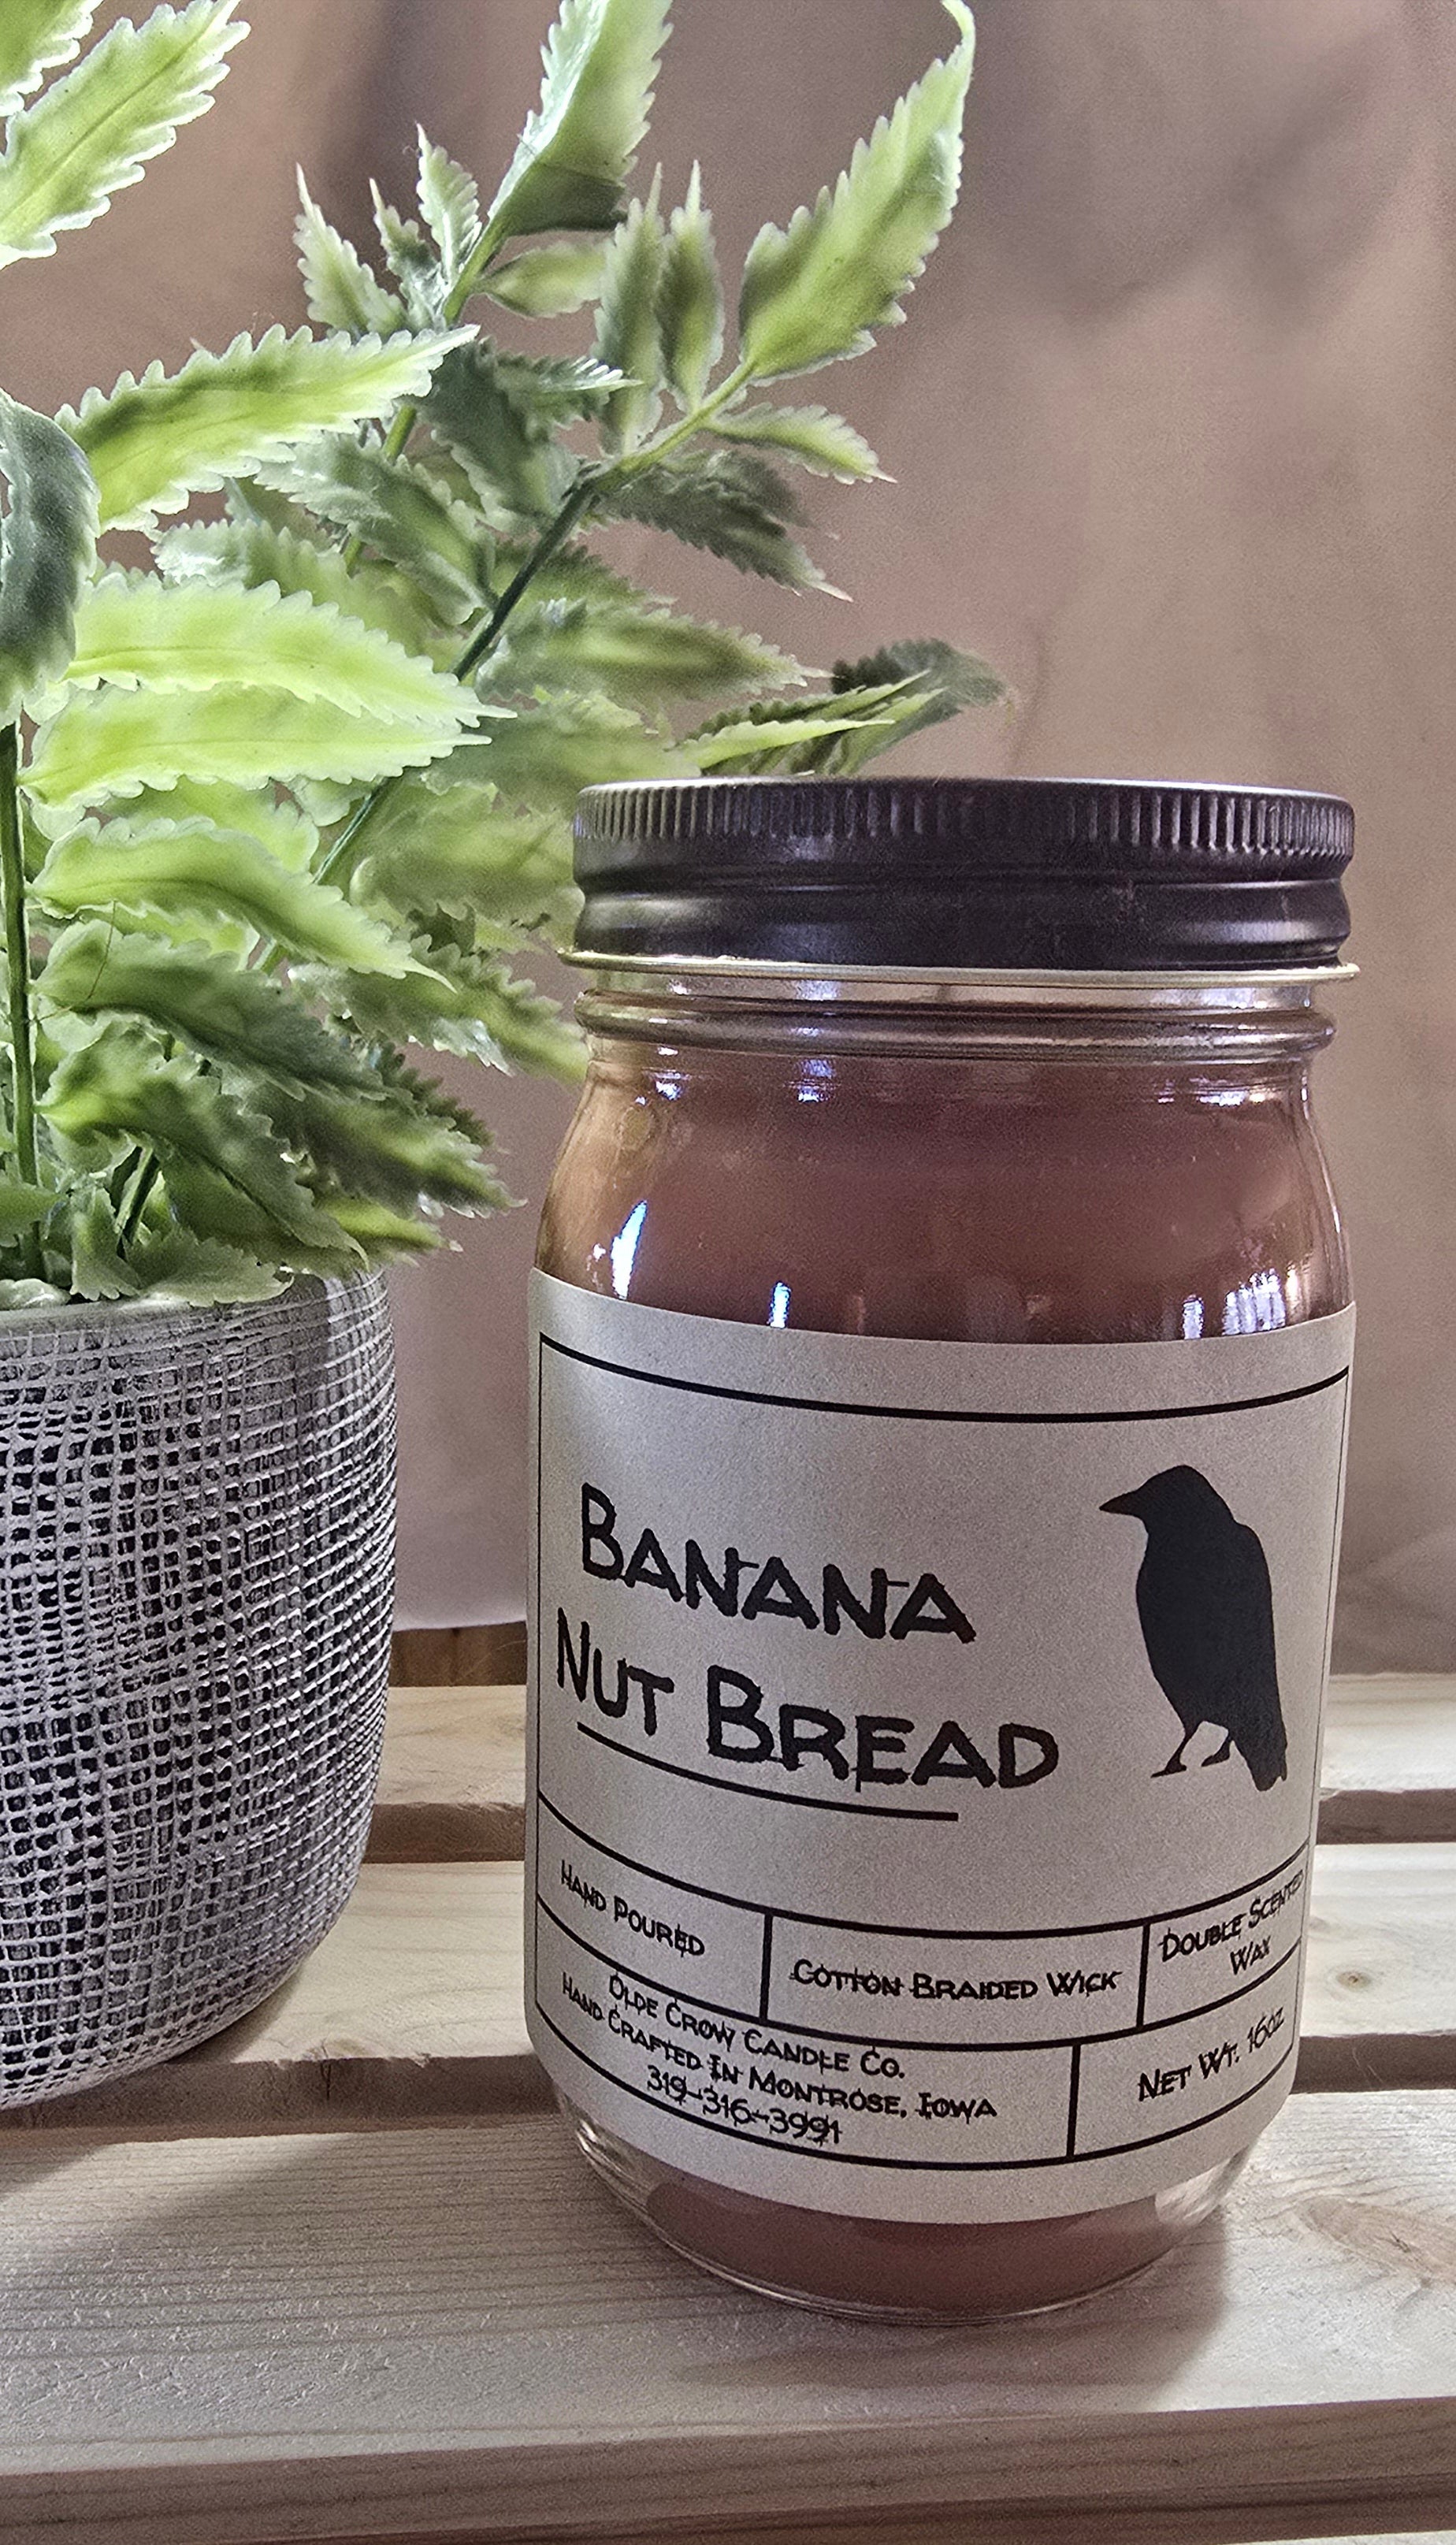 BANANA
NUT BREAD
HAND POURED
COTTON BRAIDED WICK
DOUBLE SCENTED
WAX
OLDE CROW CANDLE CO.
HAND CRAFTED IN MONTROSE, IOWA
319-316-3991
NET WT. 16OZ